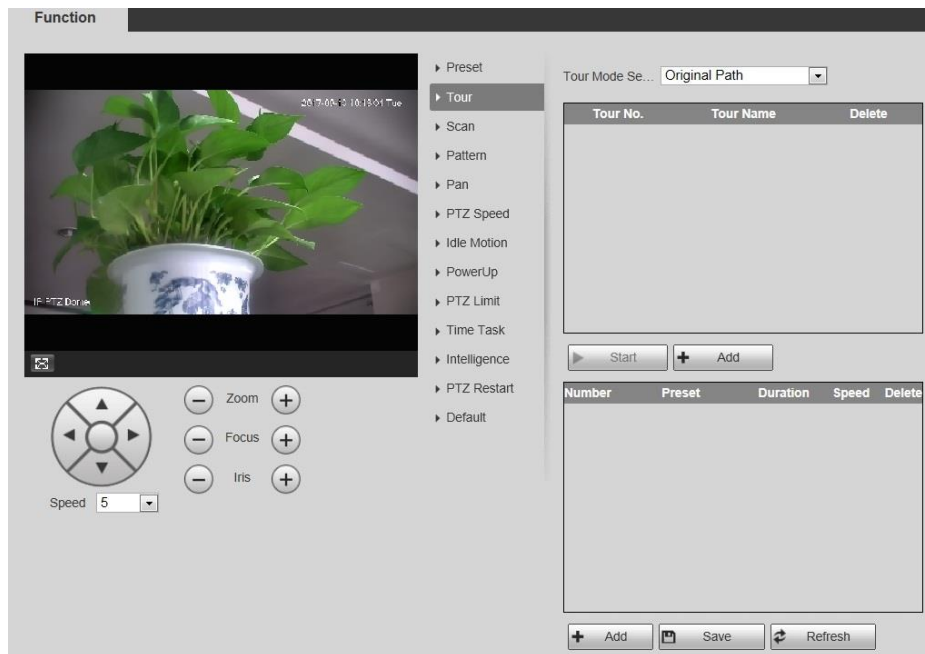 Function
Tue
Zoom
Focus
Iris
Speed 5
Preset
Tour
Scan
Pattern
Pan
PTZ Speed
Idle Motion
PowerUp
PTZ Limit
Time Task
Intelligence
PTZ Restart
Default
Tour Mode Se... Original Path
Tour No. Tour Name Delete
Start Add
Number Preset Duration Speed Delete
Add Save Refresh